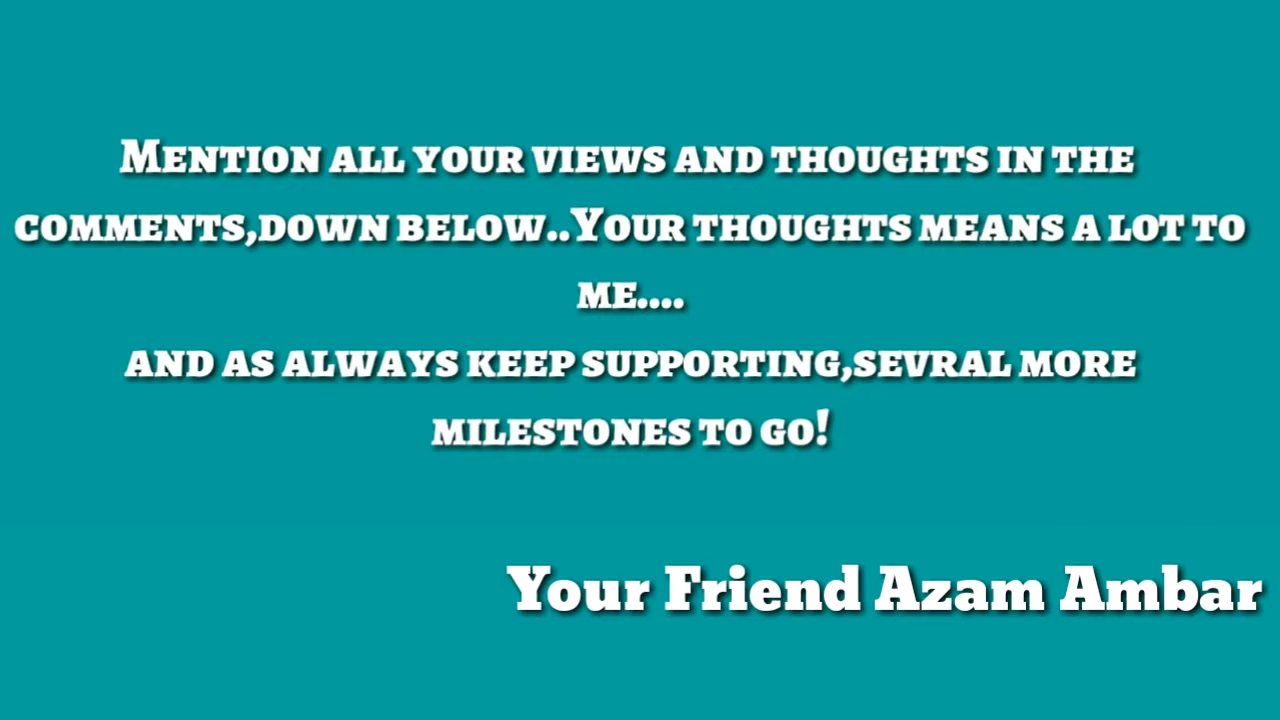 Mention all your views and thoughts in the
comments,down below..Your thoughts means a lot to
me....
and as always keep supporting,sevral more
milestones to go!
Your Friend Azam Ambar